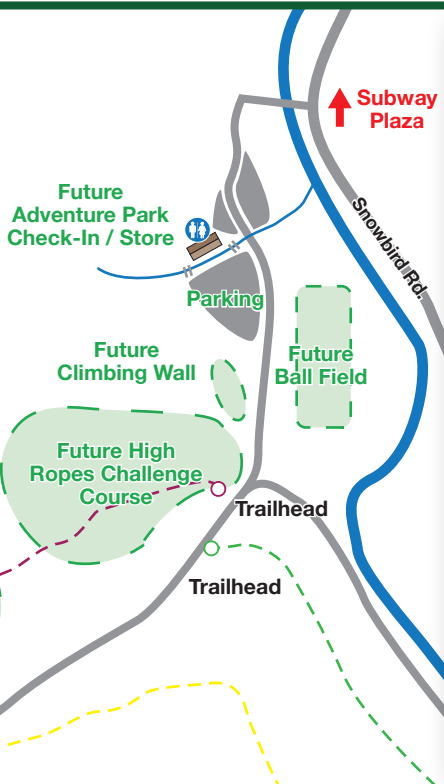 Subway
Plaza
Future
Adventure Park
Check-In / Store
Snowbird Rd.
Parking
Future
Climbing Wall
Future
Ball Field
Future High
Ropes Challenge
Course
Trailhead
Trailhead